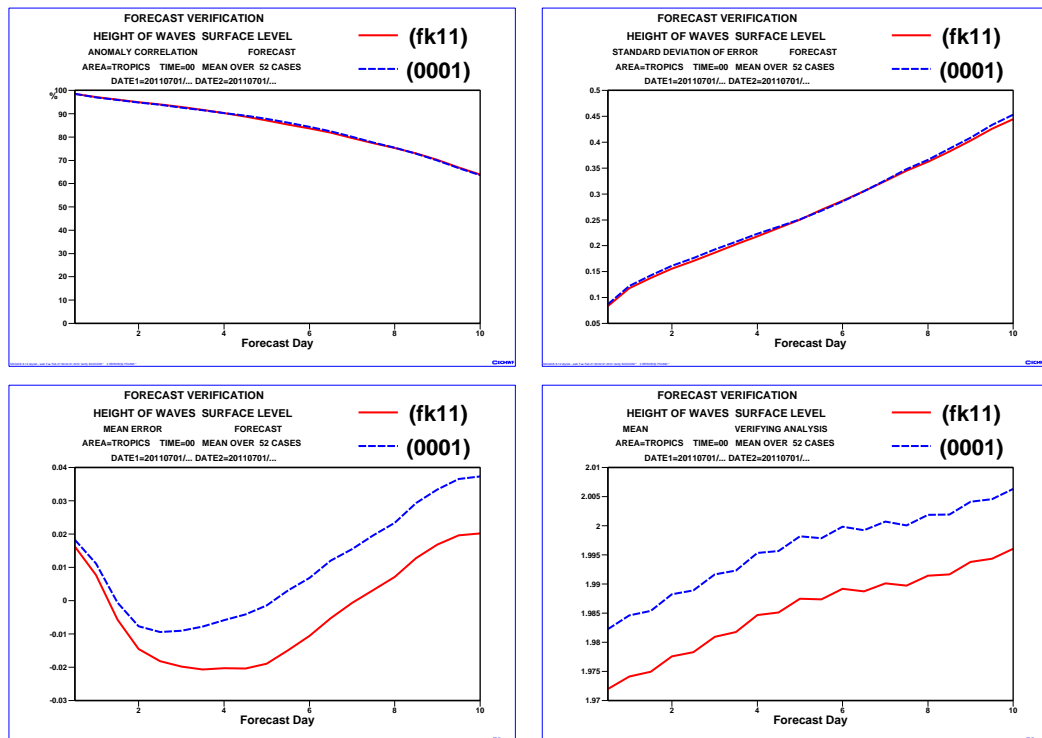 FORECAST VERIFICATION
HEIGHT OF WAVES SURFACE LEVEL
ANOMALY CORRELATION FORECAST
AREA=TROPICS TIME=00 MEAN OVER 52 CASES
DATE1=20110701/... DATE2=20110701/...
(fk11)
(0001)
%
100
90
80
70
60
50
40
30
20
10
0
2 4 6 8 10
Forecast Day
ECMWF
FORECAST VERIFICATION
HEIGHT OF WAVES SURFACE LEVEL
STANDARD DEVIATION OF ERROR FORECAST
AREA=TROPICS TIME=00 MEAN OVER 52 CASES
DATE1=20110701/... DATE2=20110701/...
(fk11)
(0001)
0.5
0.45
0.4
0.35
0.3
0.25
0.2
0.15
0.1
0.05
2 4 6 8 10
Forecast Day
ECMWF
FORECAST VERIFICATION
HEIGHT OF WAVES SURFACE LEVEL
MEAN ERROR FORECAST
AREA=TROPICS TIME=00 MEAN OVER 52 CASES
DATE1=20110701/... DATE2=20110701/...
(fk11)
(0001)
0.04
0.03
0.02
0.01
0
-0.01
-0.02
-0.03
2 4 6 8 10
Forecast Day
FORECAST VERIFICATION
HEIGHT OF WAVES SURFACE LEVEL
MEAN VERIFYING ANALYSIS
AREA=TROPICS TIME=00 MEAN OVER 52 CASES
DATE1=20110701/... DATE2=20110701/...
(fk11)
(0001)
2.01
2.005
2
1.995
1.99
1.985
1.98
1.975
1.97
2 4 6 8 10
Forecast Day